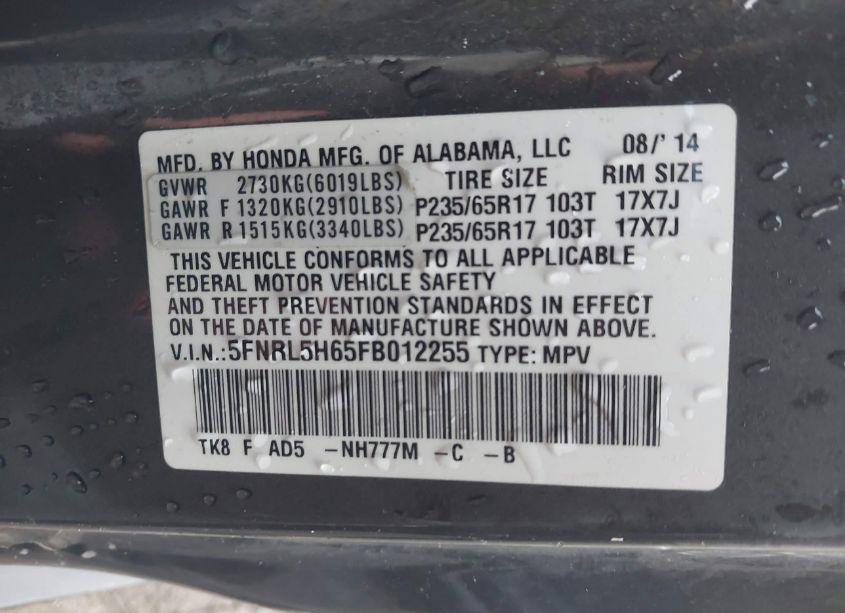 MFD. BY HONDA MFG. OF ALABAMA, LLC 08/' 14
GVWR 2730KG(6019LBS) TIRE SIZE RIM SIZE
GAWR F 1320KG(2910LBS) P235/65R17 103T 17X7J
GAWR R 1515KG(3340LBS) P235/65R17 103T 17X7J
THIS VEHICLE CONFORMS TO ALL APPLICABLE
FEDERAL MOTOR VEHICLE SAFETY
AND THEFT PREVENTION STANDARDS IN EFFECT
ON THE DATE OF MANUFACTURE SHOWN ABOVE.
V.I.N.:5FNRL5H65FB012255 TYPE: MPV
TK8 F AD5 -NH777M -C -B